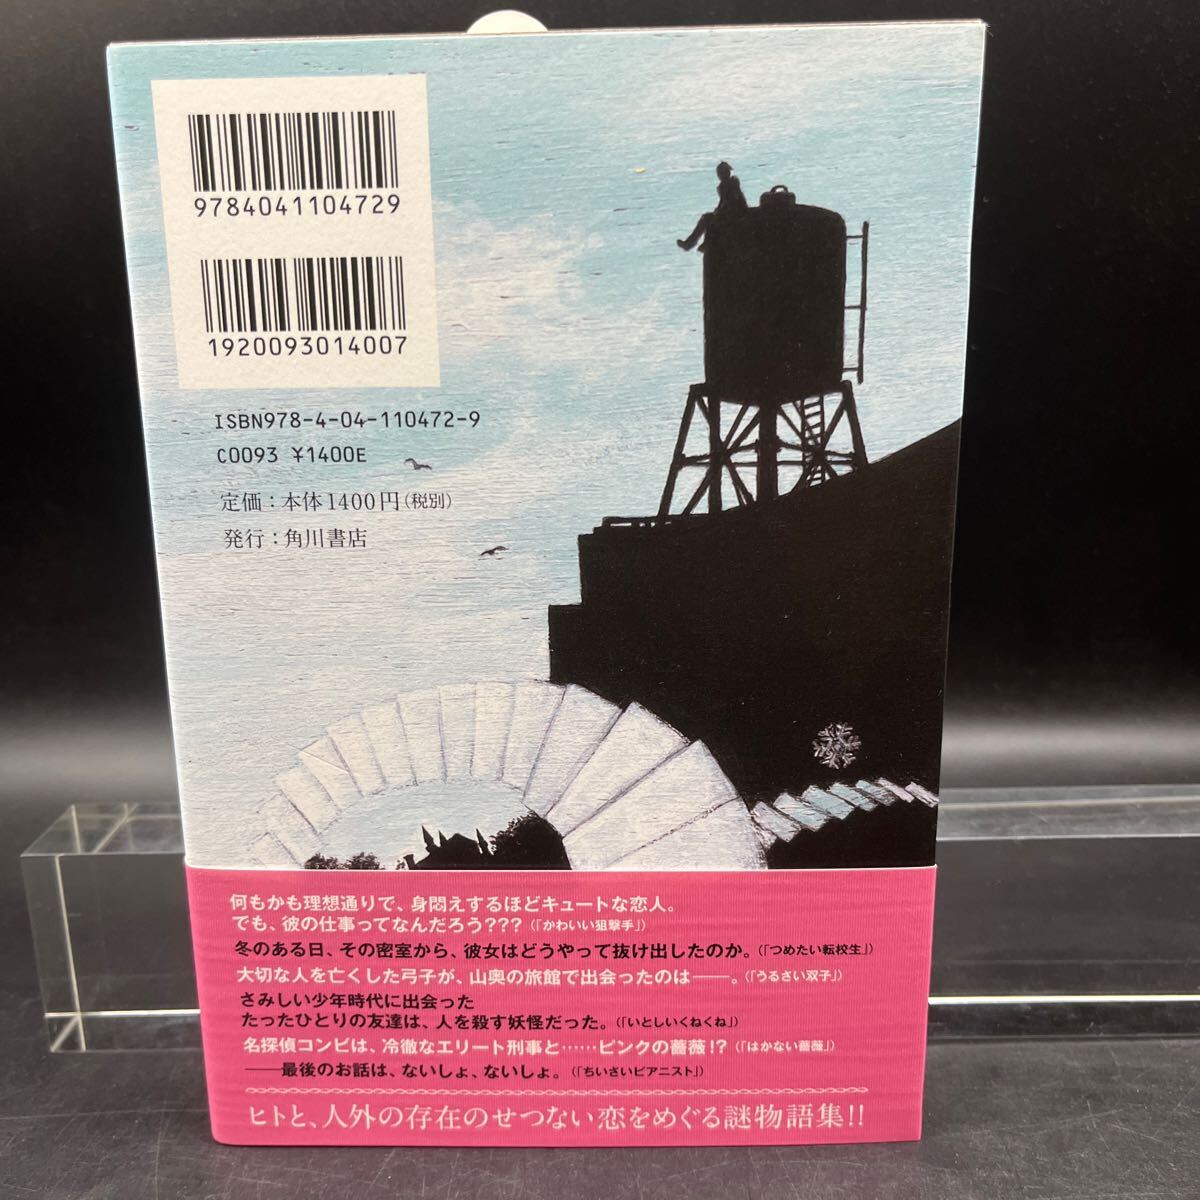 9784041104729
1920093014007
ISBN978-4-04-110472-9
C0093 ¥1400E
定価：本体1400円（税別）
発行：角川書店
何もかも理想通りで、身悶えするほどキュートな恋人。
でも、彼の仕事ってなんだろう???（「かわいい狙撃手」）
冬のある日、その密室から、彼女はどうやって抜け出したのか。（「つめたい転校生」）
大切な人を亡くした弓子が、山奥の旅館で出会ったのは――。（「うるさい双子」）
さみしい少年時代に出会った
たったひとりの友達は、人を殺す妖怪だった。（「いとしいくねくね」）
名探偵コンビは、冷徹なエリート刑事と……ピンクの薔薇!?（「はかない薔薇」）
――最後のお話は、ないしょ、ないしょ。（「ちいさいピアニスト」）
ヒトと、人外の存在のせつない恋をめぐる謎物語集!!